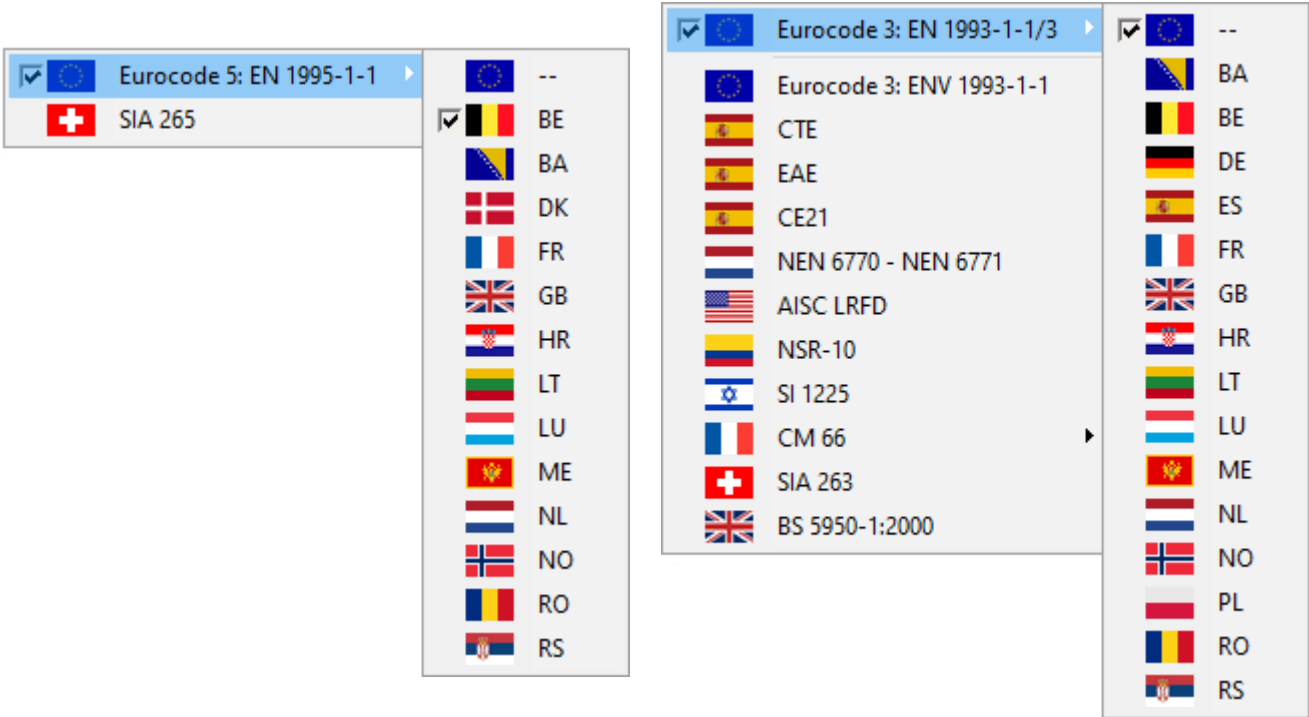 Eurocode 5: EN 1995-1-1
SIA 265
--
BE
BA
DK
FR
GB
HR
LT
LU
ME
NL
NO
RO
RS
Eurocode 3: EN 1993-1-1/3
Eurocode 3: ENV 1993-1-1
CTE
EAE
CE21
NEN 6770 - NEN 6771
AISC LRFD
NSR-10
SI 1225
CM 66
SIA 263
BS 5950-1:2000
--
BA
BE
DE
ES
FR
GB
HR
LT
LU
ME
NL
NO
PL
RO
RS